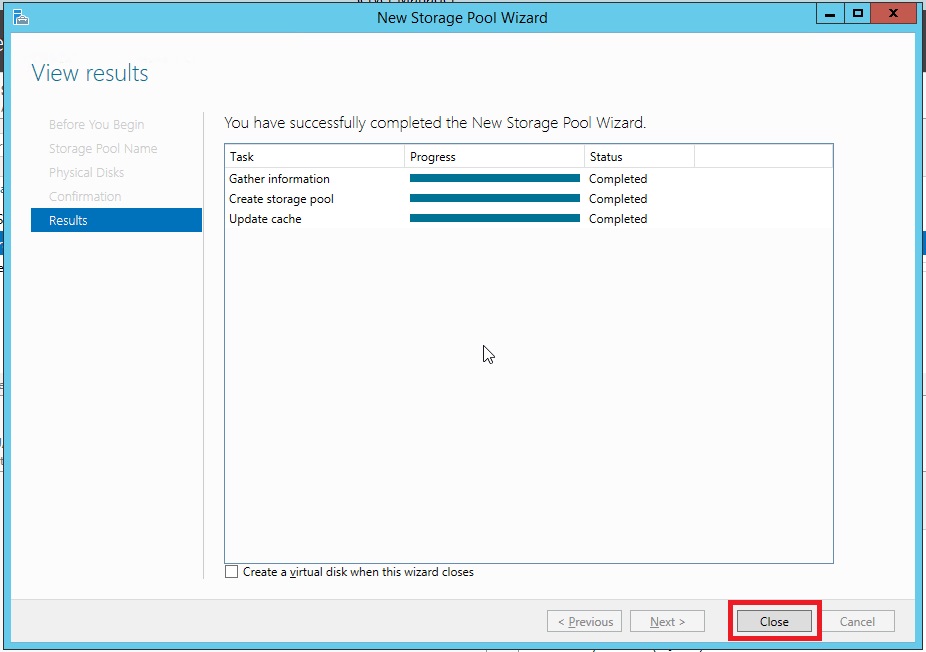 New Storage Pool Wizard
X
View results
Before You Begin
Storage Pool Name
Physical Disks
Confirmation
Results
You have successfully completed the New Storage Pool Wizard.
Task Progress Status
Gather information Completed
Create storage pool Completed
Update cache Completed
Create a virtual disk when this wizard closes
< Previous Next > Close Cancel